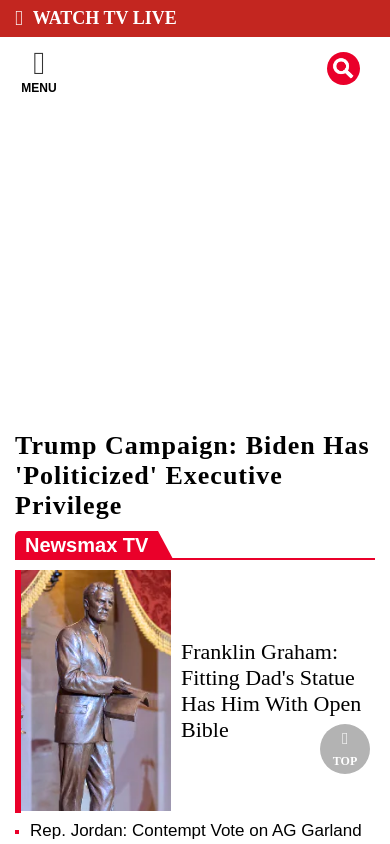 WATCH TV LIVE
MENU
Trump Campaign: Biden Has
'Politicized' Executive
Privilege
Newsmax TV
Franklin Graham:
Fitting Dad's Statue
Has Him With Open
Bible
TOP
Rep. Jordan: Contempt Vote on AG Garland